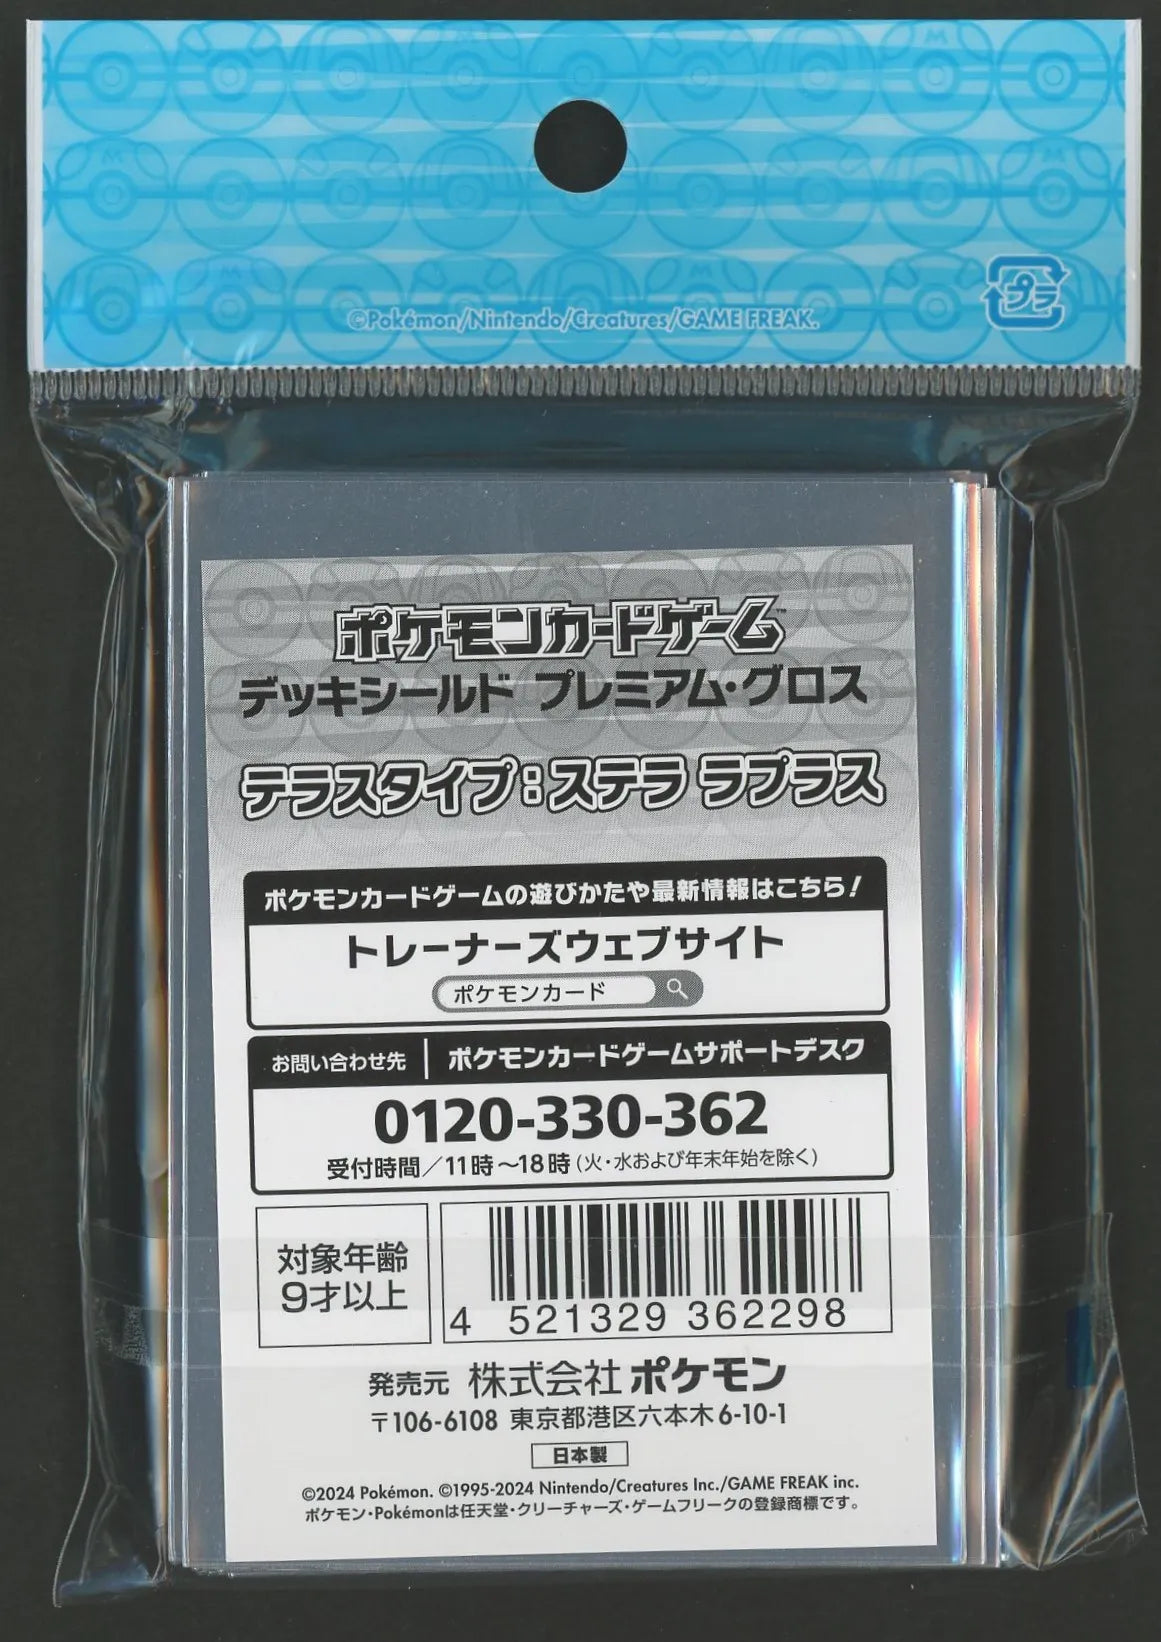 ©Pokémon/Nintendo/Creatures/GAME FREAK.
プラ
ポケモンカードゲーム™
デッキシールド プレミアム・グロス
テラスタイプ：ステラ ラプラス
ポケモンカードゲームの遊びかたや最新情報はこちら！
トレーナーズウェブサイト
ポケモンカード
お問い合わせ先 ポケモンカードゲームサポートデスク
0120-330-362
受付時間／11時～18時（火・水および年末年始を除く）
対象年齢
9才以上
4 521329 362298
発売元 株式会社ポケモン
〒106-6108 東京都港区六本木6-10-1
日本製
©2024 Pokémon. ©1995-2024 Nintendo/Creatures Inc./GAME FREAK inc.
ポケモン・Pokémonは任天堂・クリーチャーズ・ゲームフリークの登録商標です。